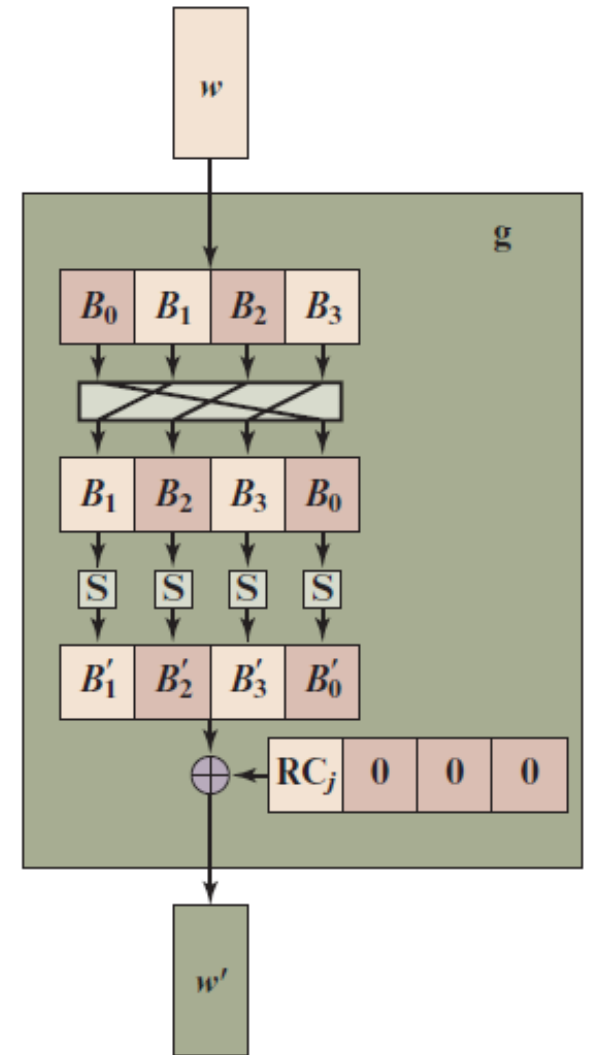 w
g
B₀ B₁ B₂ B₃
B₁ B₂ B₃ B₀
S S S S
B′₁ B′₂ B′₃ B′₀
RCⱼ 0 0 0
w′